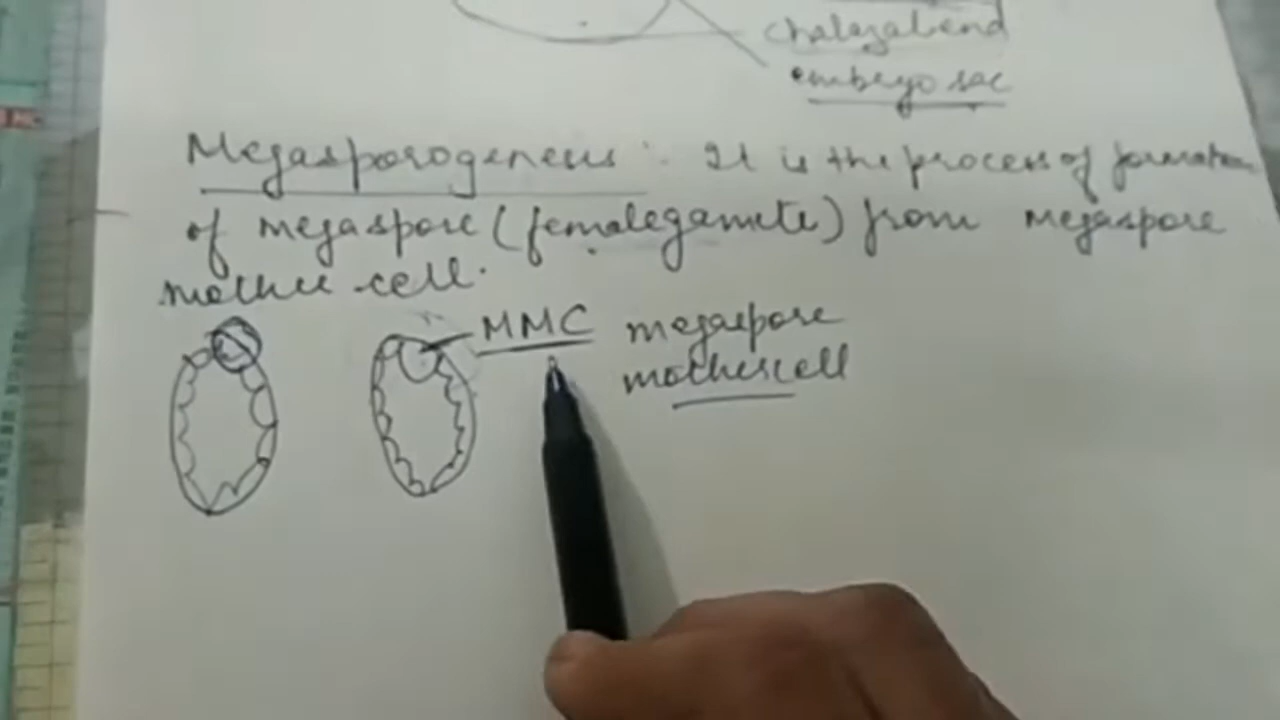 chalazal end
embryo sac
Megasporogenesis : It is the process of formation
of megaspore (female gamete) from megaspore
mother cell.
MMC megaspore
mother cell